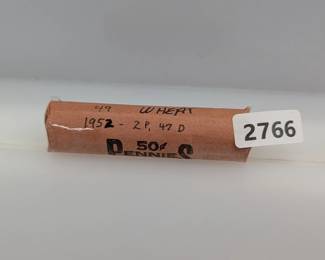 49 WHEAT
1952 - 2P, 47 D
50¢
PENNIES
2766